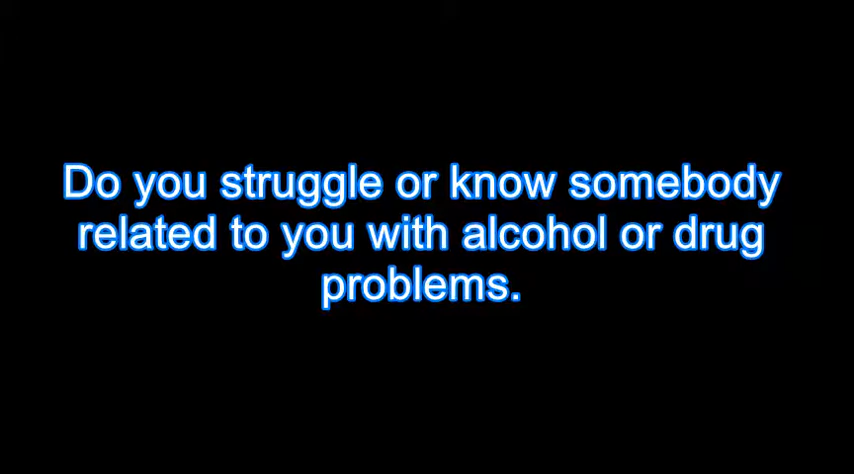 Do you struggle or know somebody
related to you with alcohol or drug
problems.